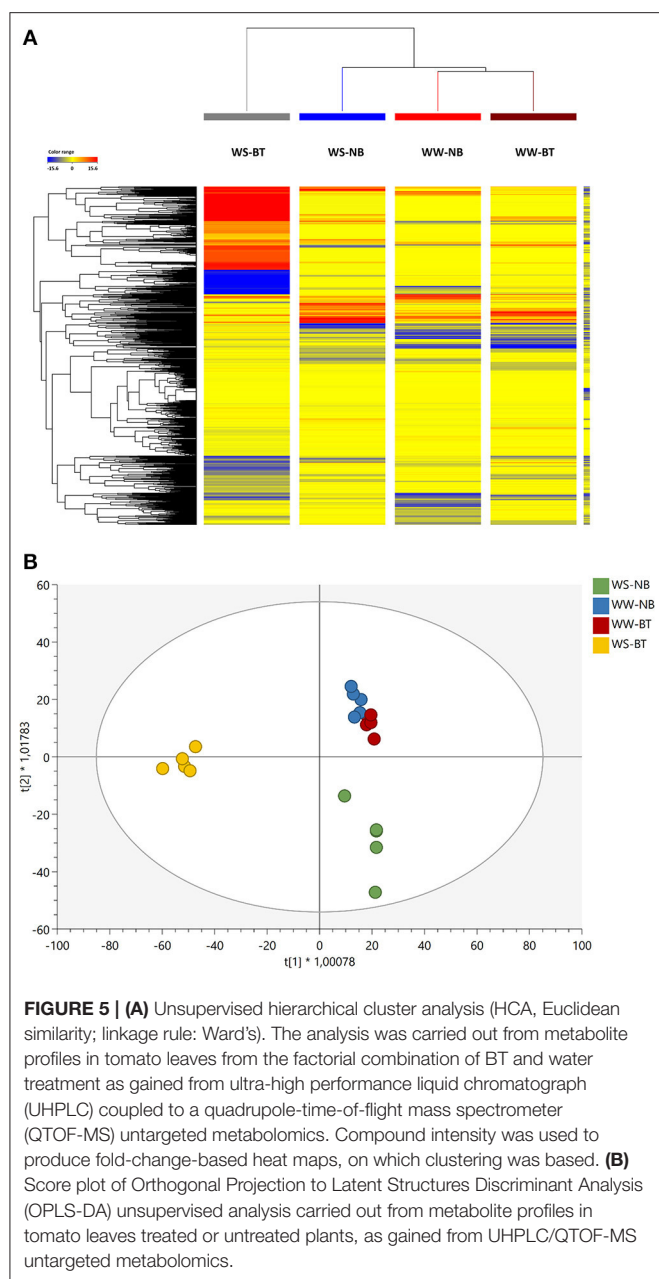 A
Color range
-15.6 0 15.6
WS-BT WS-NB WW-NB WW-BT
B
60
40
20
0
-20
-40
-60
t[2] * 1,01783
-100 -80 -60 -40 -20 0 20 40 60 80 100
t[1] * 1,00078
WS-NB
WW-NB
WW-BT
WS-BT
FIGURE 5 | (A) Unsupervised hierarchical cluster analysis (HCA, Euclidean
similarity; linkage rule: Ward's). The analysis was carried out from metabolite
profiles in tomato leaves from the factorial combination of BT and water
treatment as gained from ultra-high performance liquid chromatograph
(UHPLC) coupled to a quadrupole-time-of-flight mass spectrometer
(QTOF-MS) untargeted metabolomics. Compound intensity was used to
produce fold-change-based heat maps, on which clustering was based. (B)
Score plot of Orthogonal Projection to Latent Structures Discriminant Analysis
(OPLS-DA) unsupervised analysis carried out from metabolite profiles in
tomato leaves treated or untreated plants, as gained from UHPLC/QTOF-MS
untargeted metabolomics.